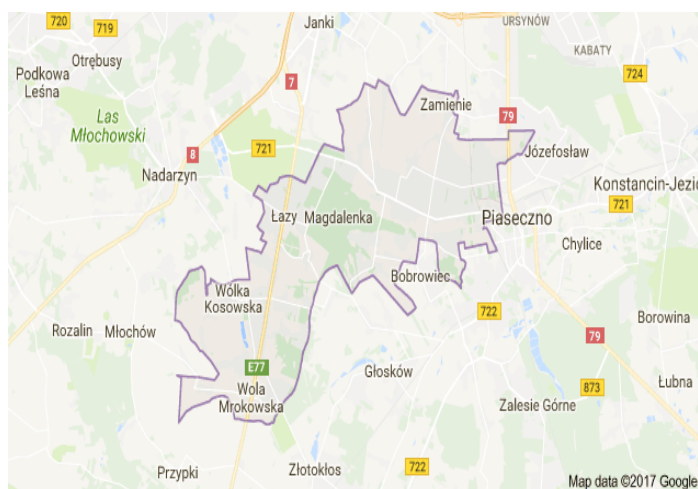 720
719
Janki
URSYNÓW
Otrębusy
KABATY
Podkowa
Leśna
7
724
Zamienie
Las
Młochowski
79
8
721
Józefosław
Nadarzyn
Konstancin-Jezic
721
Łazy
Magdalenka
Piaseczno
Chylice
Bobrowiec
Wólka
Kosowska
722
Borowina
Rozalin
Młochów
79
E77
Głosków
873
Łubna
Wola
Mrokowska
Zalesie Górne
Przypki
Złotokłos
722
Map data ©2017 Google